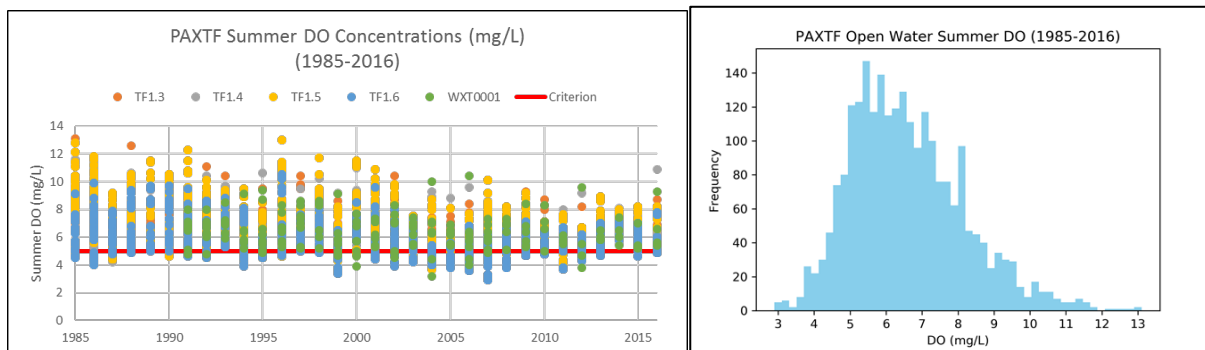 PAXTF Summer DO Concentrations (mg/L)
(1985-2016)
TF1.3 TF1.4 TF1.5 TF1.6 WXT0001 Criterion
Summer DO (mg/L)
14
12
10
8
6
4
2
0
1985 1990 1995 2000 2005 2010 2015
PAXTF Open Water Summer DO (1985-2016)
Frequency
140
120
100
80
60
40
20
0
3 4 5 6 7 8 9 10 11 12 13
DO (mg/L)